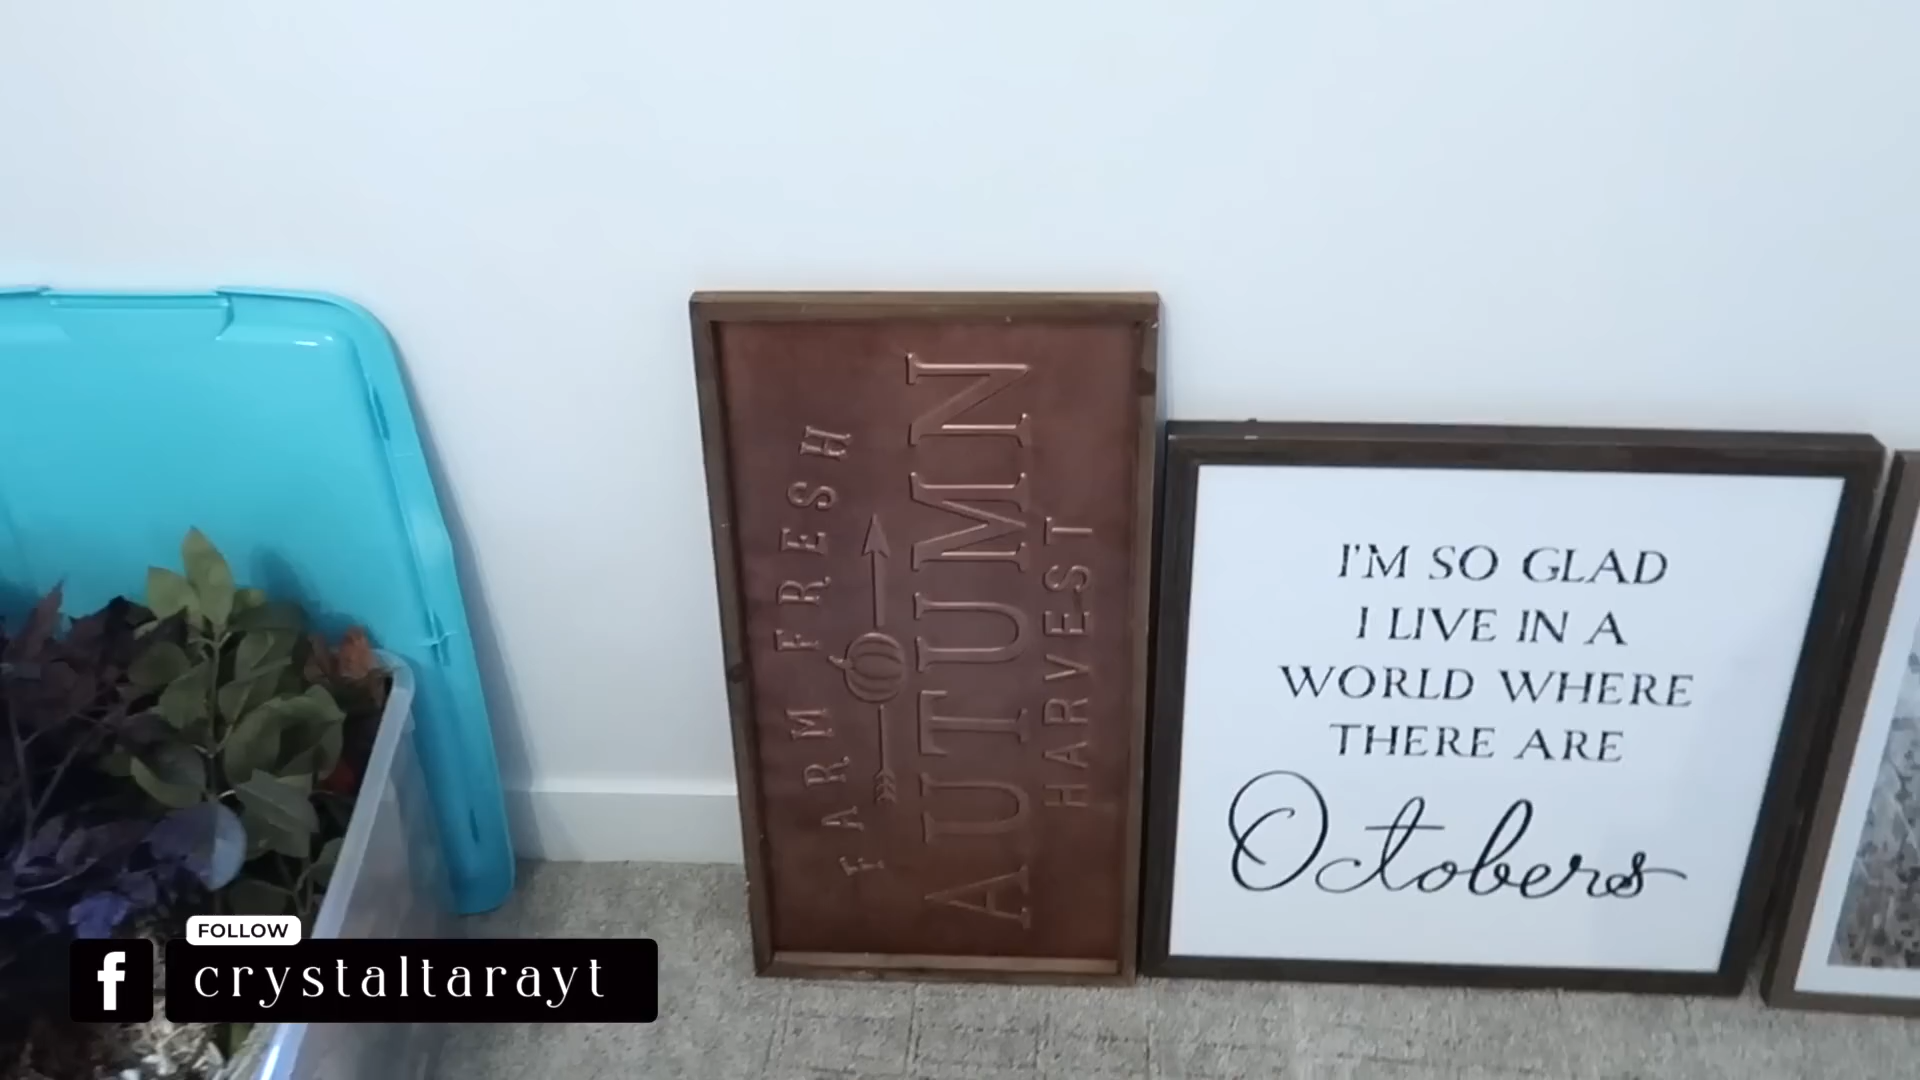 FARM FRESH
AUTUMN
HARVEST
I'M SO GLAD
I LIVE IN A
WORLD WHERE
THERE ARE
Octobers
FOLLOW
f crystaltarayt